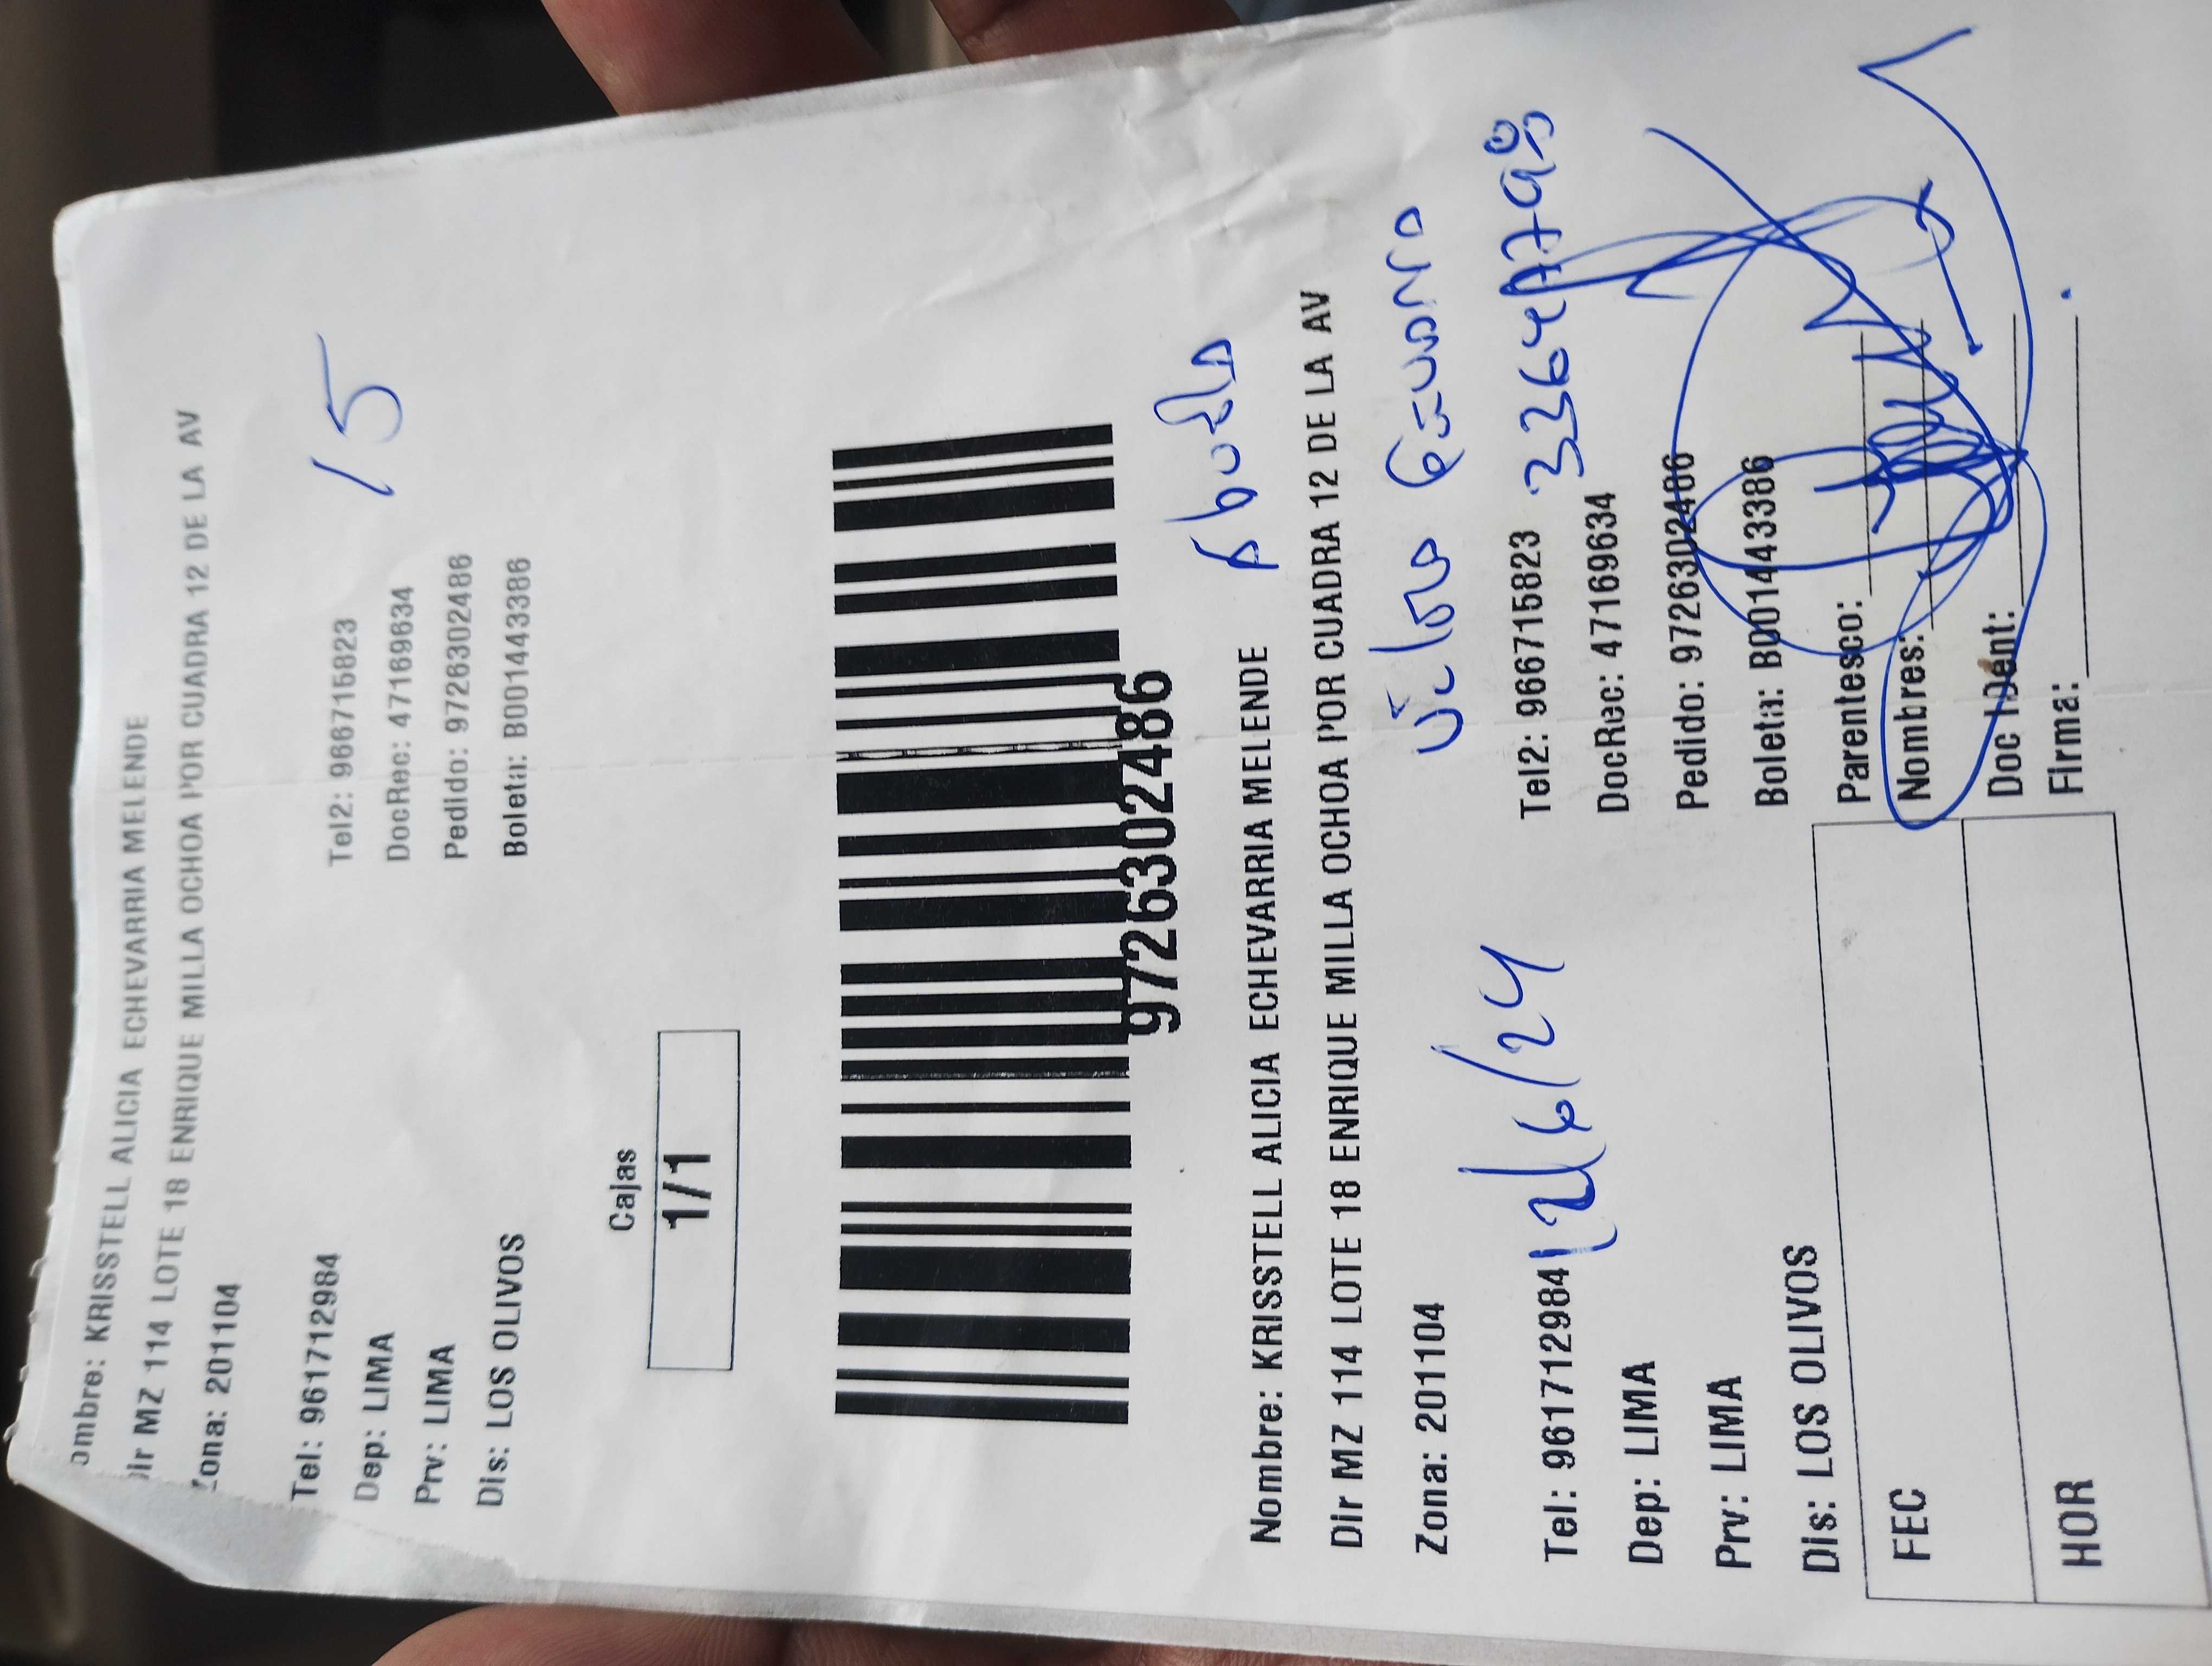 ombre: KRISSTELL ALICIA ECHEVARRIA MELENDE
Dir MZ 114 LOTE 18 ENRIQUE MILLA OCHOA POR CUADRA 12 DE LA AV
Zona: 201104
Tel: 961712984 Tel2: 966715823 15
Dep: LIMA DocRec: 47169634
Prv: LIMA Pedido: 9726302486
Dis: LOS OLIVOS Boleta: B001443386
Cajas
1/1
9726302486
Abuelo
Nombre: KRISSTELL ALICIA ECHEVARRIA MELENDE
Dir MZ 114 LOTE 18 ENRIQUE MILLA OCHOA POR CUADRA 12 DE LA AV
Zona: 201104
Tel: 961712984 12/6/24 Tel2: 966715823
Dep: LIMA DocRec: 47169634
Prv: LIMA Pedido: 9726302486
Dis: LOS OLIVOS Boleta: B001443386
FEC Parentesco:
Nombres:
HOR Doc Ident:
Firma: